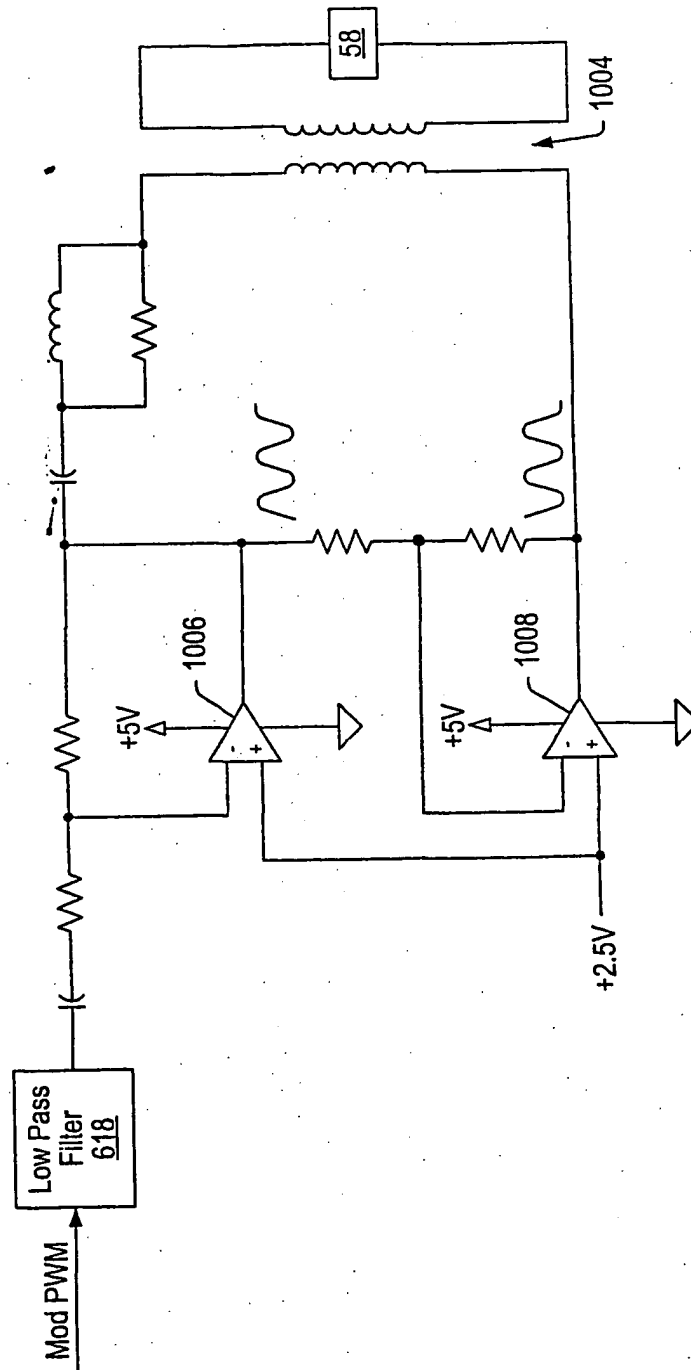 Mod PWM
Low Pass
Filter
618
+5V
1006
-
+
+5V
1008
-
+
+2.5V
58
1004